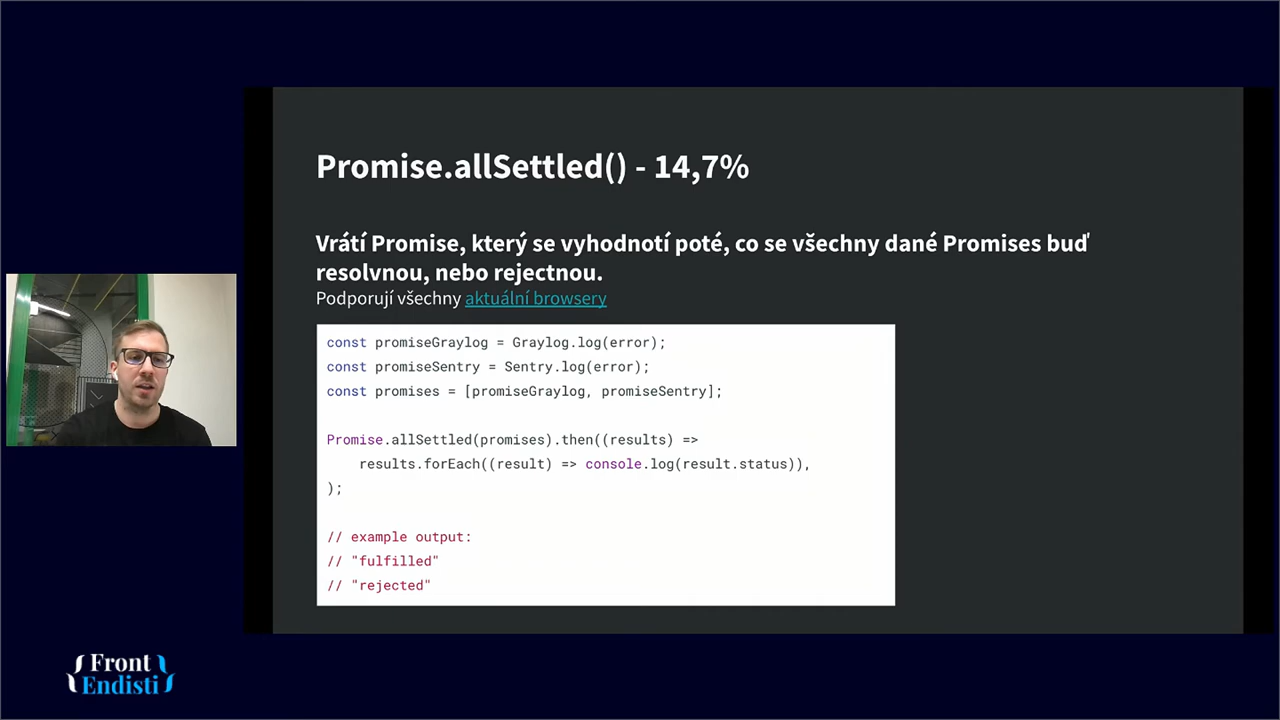 Promise.allSettled() - 14,7%
Vrátí Promise, který se vyhodnotí poté, co se všechny dané Promises buď
resolvnou, nebo rejectnou.
Podporují všechny aktuální browsery
const promiseGraylog = Graylog.log(error);
const promiseSentry = Sentry.log(error);
const promises = [promiseGraylog, promiseSentry];
Promise.allSettled(promises).then((results) =>
results.forEach((result) => console.log(result.status)),
);
// example output:
// "fulfilled"
// "rejected"
{Front
Endisti}